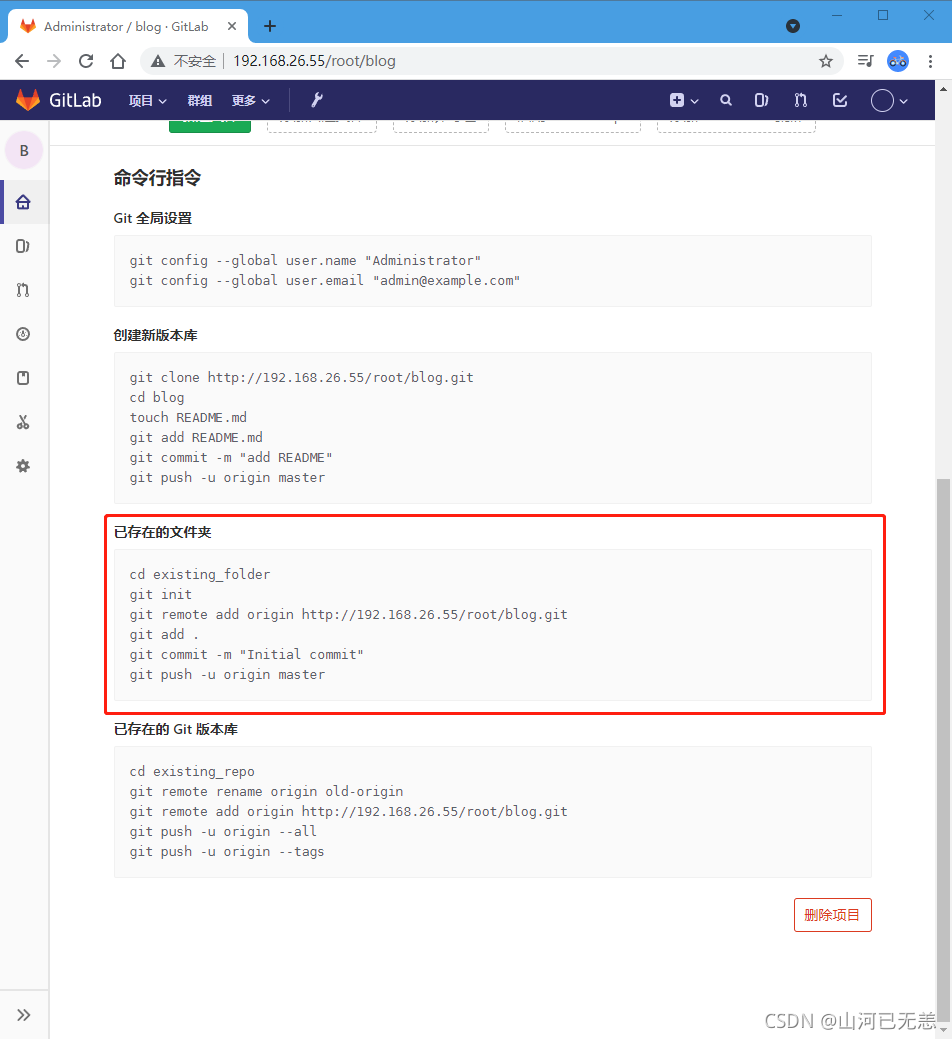 Administrator / blog · GitLab
不安全 192.168.26.55/root/blog
GitLab 项目 群组 更多
B
命令行指令
Git 全局设置
git config --global user.name "Administrator"
git config --global user.email "admin@example.com"
创建新版本库
git clone http://192.168.26.55/root/blog.git
cd blog
touch README.md
git add README.md
git commit -m "add README"
git push -u origin master
已存在的文件夹
cd existing_folder
git init
git remote add origin http://192.168.26.55/root/blog.git
git add .
git commit -m "Initial commit"
git push -u origin master
已存在的 Git 版本库
cd existing_repo
git remote rename origin old-origin
git remote add origin http://192.168.26.55/root/blog.git
git push -u origin --all
git push -u origin --tags
删除项目
CSDN @山河已无恙